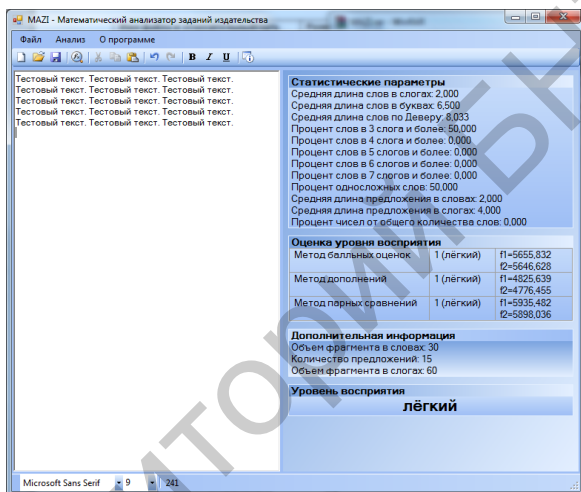 MAZI - Математический анализатор заданий издательства
Файл Анализ О программе
Тестовый текст. Тестовый текст. Тестовый текст.
Тестовый текст. Тестовый текст. Тестовый текст.
Тестовый текст. Тестовый текст. Тестовый текст.
Тестовый текст. Тестовый текст. Тестовый текст.
Тестовый текст. Тестовый текст. Тестовый текст.
Статистические параметры
Средняя длина слов в слогах: 2,000
Средняя длина слов в буквах: 6,500
Средняя длина слов по Деверу: 8,033
Процент слов в 3 слога и более: 50,000
Процент слов в 4 слога и более: 0,000
Процент слов в 5 слогов и более: 0,000
Процент слов в 6 слогов и более: 0,000
Процент слов в 7 слогов и более: 0,000
Процент односложных слов: 50,000
Средняя длина предложения в словах: 2,000
Средняя длина предложения в слогах: 4,000
Процент чисел от общего количества слов: 0,000
Оценка уровня восприятия
Метод балльных оценок 1 (лёгкий) f1=5655,832
f2=5646,628
Метод дополнений 1 (лёгкий) f1=4825,639
f2=4776,455
Метод парных сравнений 1 (лёгкий) f1=5935,482
f2=5898,036
Дополнительная информация
Объем фрагмента в словах: 30
Количество предложений: 15
Объем фрагмента в слогах: 60
Уровень восприятия
лёгкий
Microsoft Sans Serif 9 241